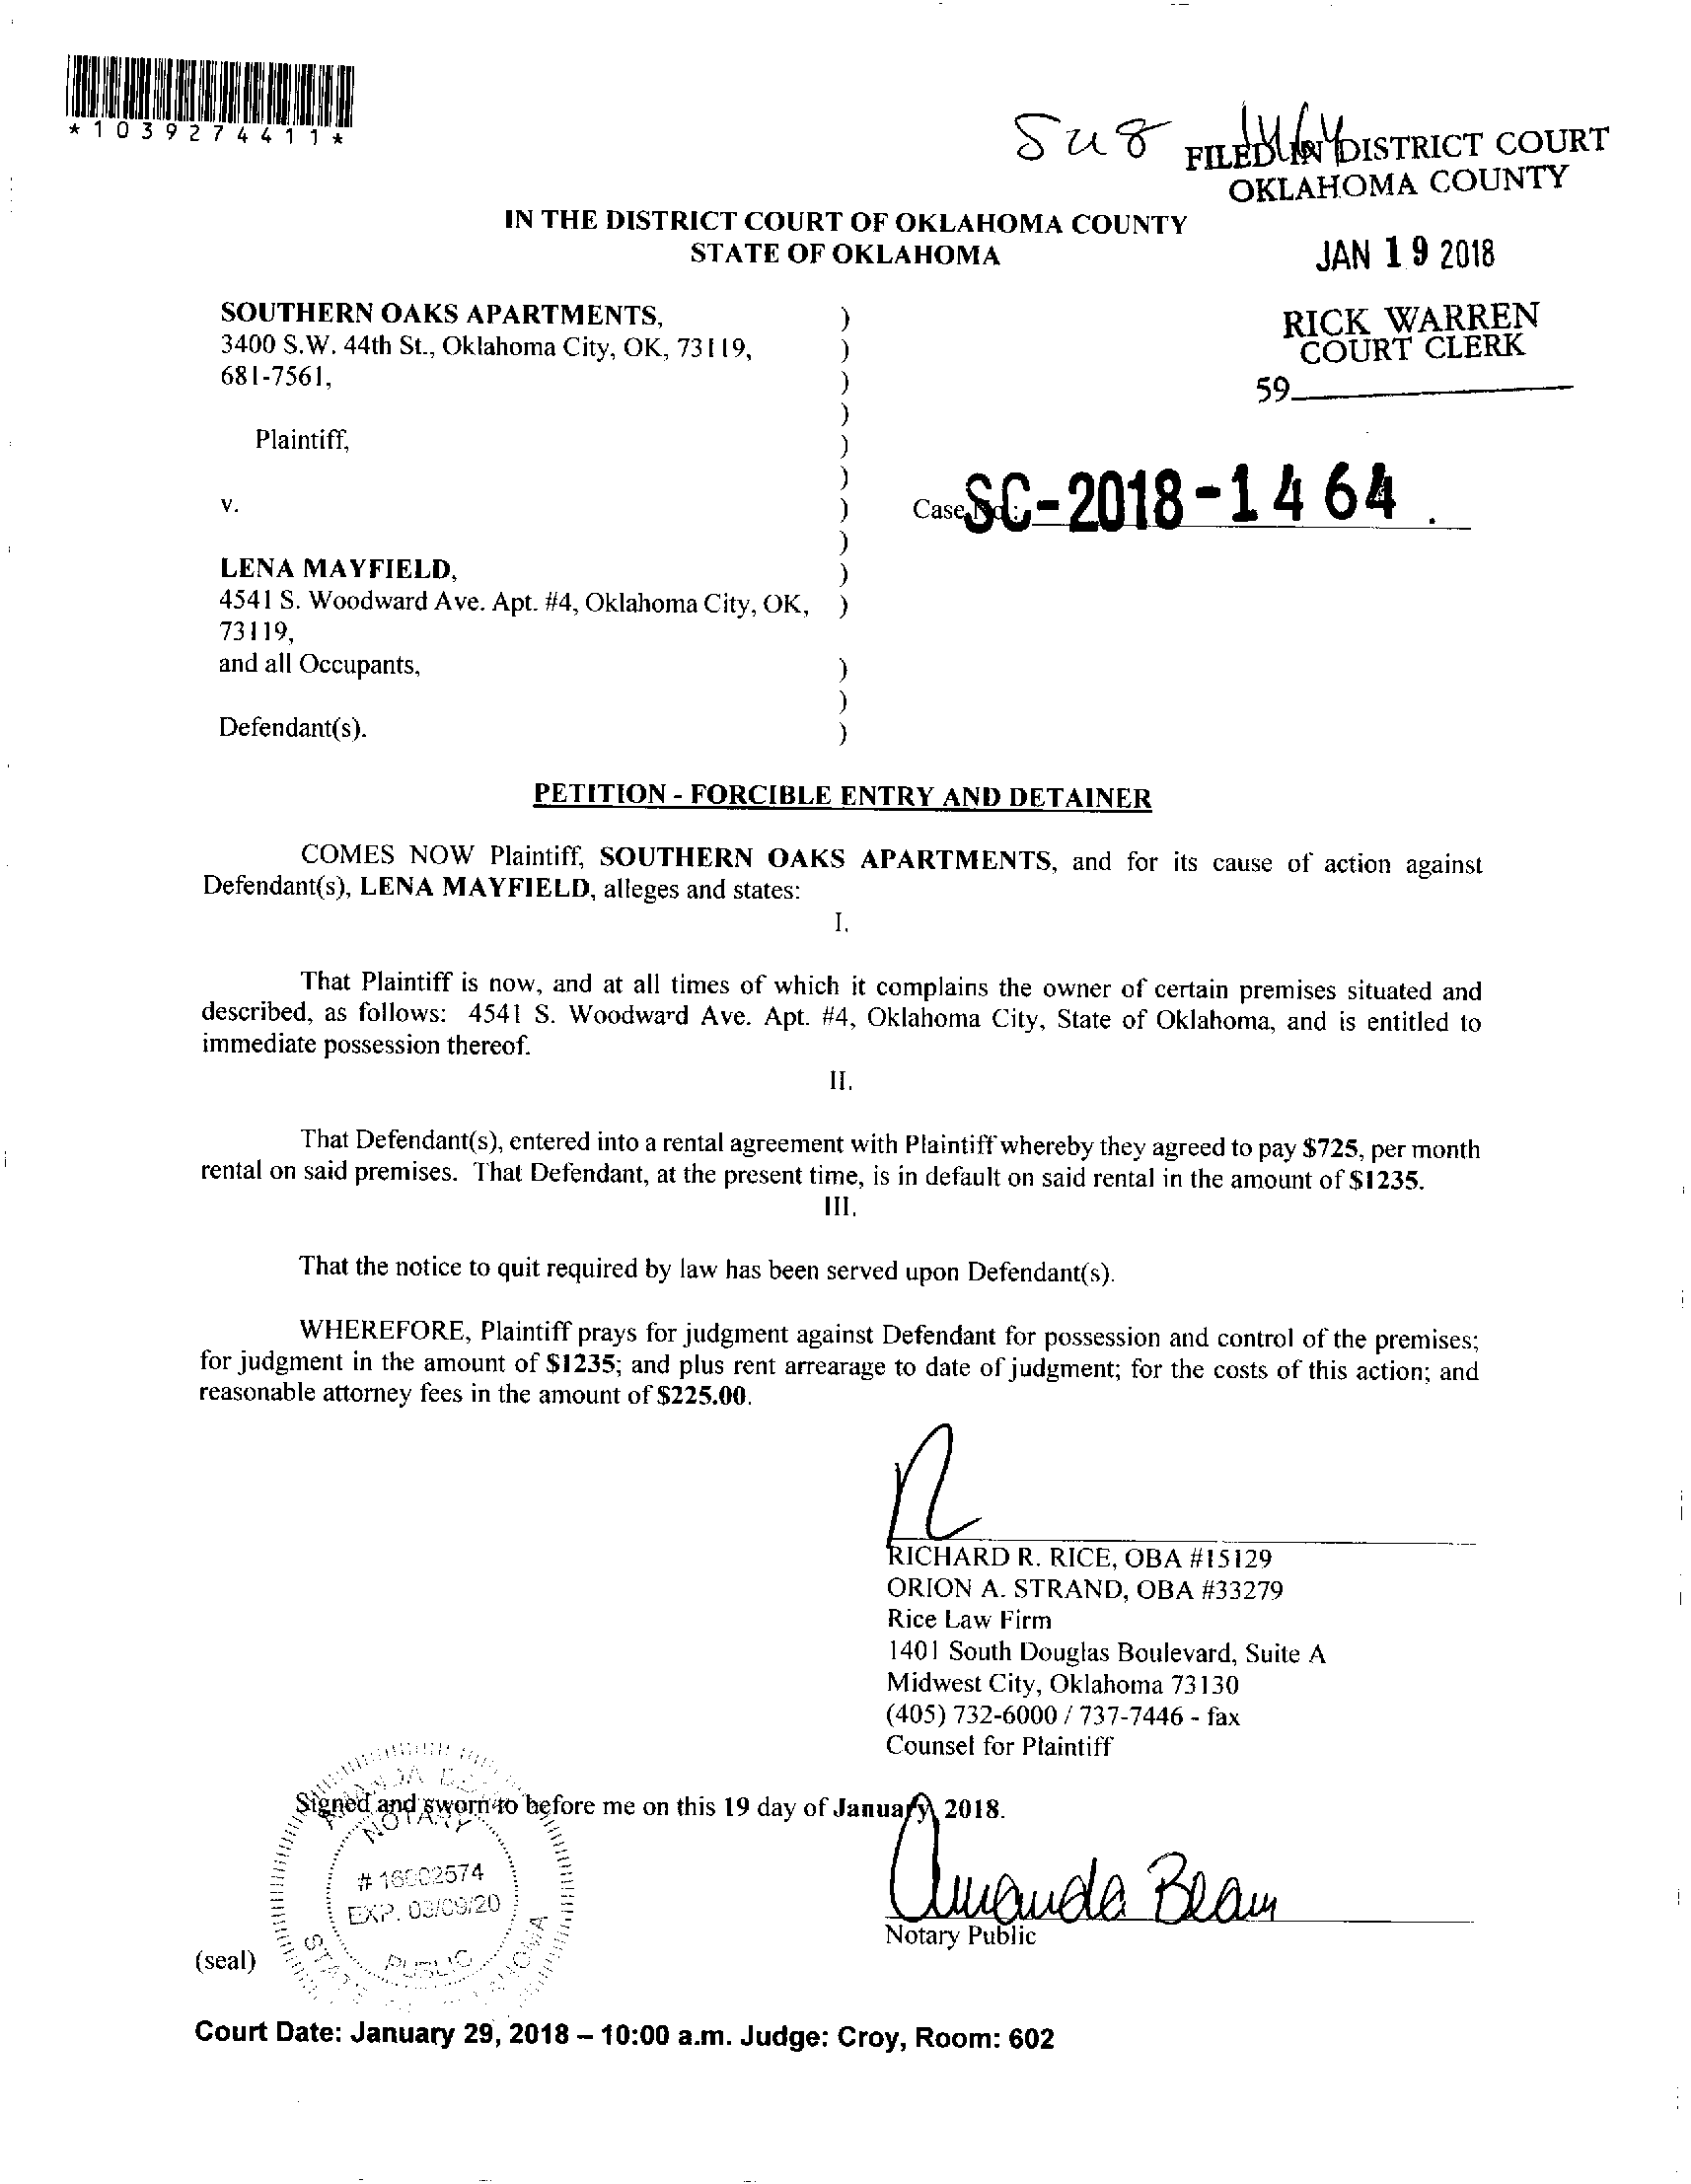 *1039274411*
FILED IN DISTRICT COURT
OKLAHOMA COUNTY
IN THE DISTRICT COURT OF OKLAHOMA COUNTY
STATE OF OKLAHOMA
JAN 19 2018
RICK WARREN
COURT CLERK
59
SOUTHERN OAKS APARTMENTS, )
3400 S.W. 44th St., Oklahoma City, OK, 73119, )
681-7561, )
)
Plaintiff, )
)
v. )
Case No.: SC-2018-1464
)
LENA MAYFIELD, )
4541 S. Woodward Ave. Apt. #4, Oklahoma City, OK, )
73119,
and all Occupants, )
)
Defendant(s). )
PETITION - FORCIBLE ENTRY AND DETAINER
COMES NOW Plaintiff, SOUTHERN OAKS APARTMENTS, and for its cause of action against
Defendant(s), LENA MAYFIELD, alleges and states:
I.
That Plaintiff is now, and at all times of which it complains the owner of certain premises situated and
described, as follows: 4541 S. Woodward Ave. Apt. #4, Oklahoma City, State of Oklahoma, and is entitled to
immediate possession thereof.
II.
That Defendant(s), entered into a rental agreement with Plaintiff whereby they agreed to pay $725, per month
rental on said premises. That Defendant, at the present time, is in default on said rental in the amount of $1235.
III.
That the notice to quit required by law has been served upon Defendant(s).
WHEREFORE, Plaintiff prays for judgment against Defendant for possession and control of the premises;
for judgment in the amount of $1235; and plus rent arrearage to date of judgment; for the costs of this action; and
reasonable attorney fees in the amount of $225.00.
RICHARD R. RICE, OBA #15129
ORION A. STRAND, OBA #33279
Rice Law Firm
1401 South Douglas Boulevard, Suite A
Midwest City, Oklahoma 73130
(405) 732-6000 / 737-7446 - fax
Counsel for Plaintiff
Signed and sworn to before me on this 19 day of January, 2018.
NOTARY
# 16002574
EXP. 03/09/20
PUBLIC
Amanda Beam
Notary Public
(seal)
Court Date: January 29, 2018 – 10:00 a.m. Judge: Croy, Room: 602